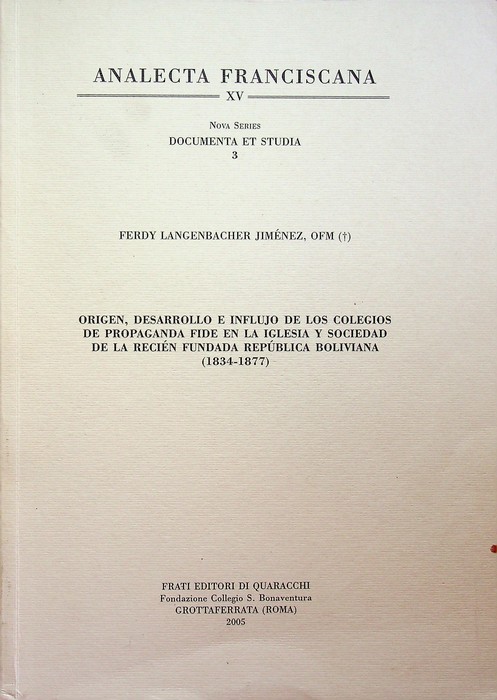 ANALECTA FRANCISCANA
XV
Nova Series
DOCUMENTA ET STUDIA
3
FERDY LANGENBACHER JIMÉNEZ, OFM (†)
ORIGEN, DESARROLLO E INFLUJO DE LOS COLEGIOS
DE PROPAGANDA FIDE EN LA IGLESIA Y SOCIEDAD
DE LA RECIÉN FUNDADA REPÚBLICA BOLIVIANA
(1834-1877)
FRATI EDITORI DI QUARACCHI
Fondazione Collegio S. Bonaventura
GROTTAFERRATA (ROMA)
2005